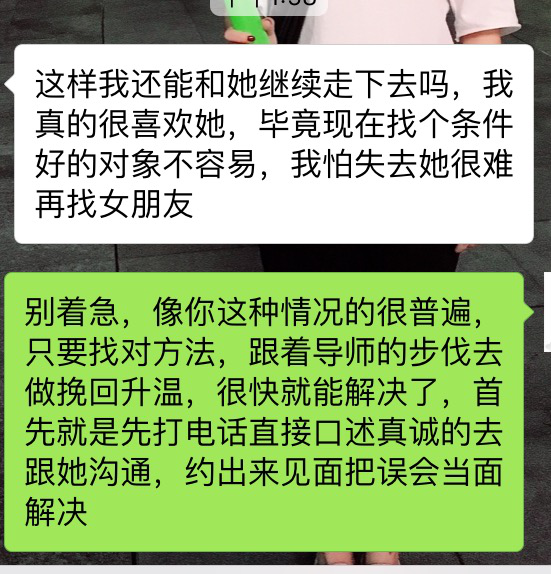 这样我还能和她继续走下去吗，我
真的很喜欢她，毕竟现在找个条件
好的对象不容易，我怕失去她很难
再找女朋友
别着急，像你这种情况的很普遍，
只要找对方法，跟着导师的步伐去
做挽回升温，很快就能解决了，首
先就是先打电话直接口述真诚的去
跟她沟通，约出来见面把误会当面
解决